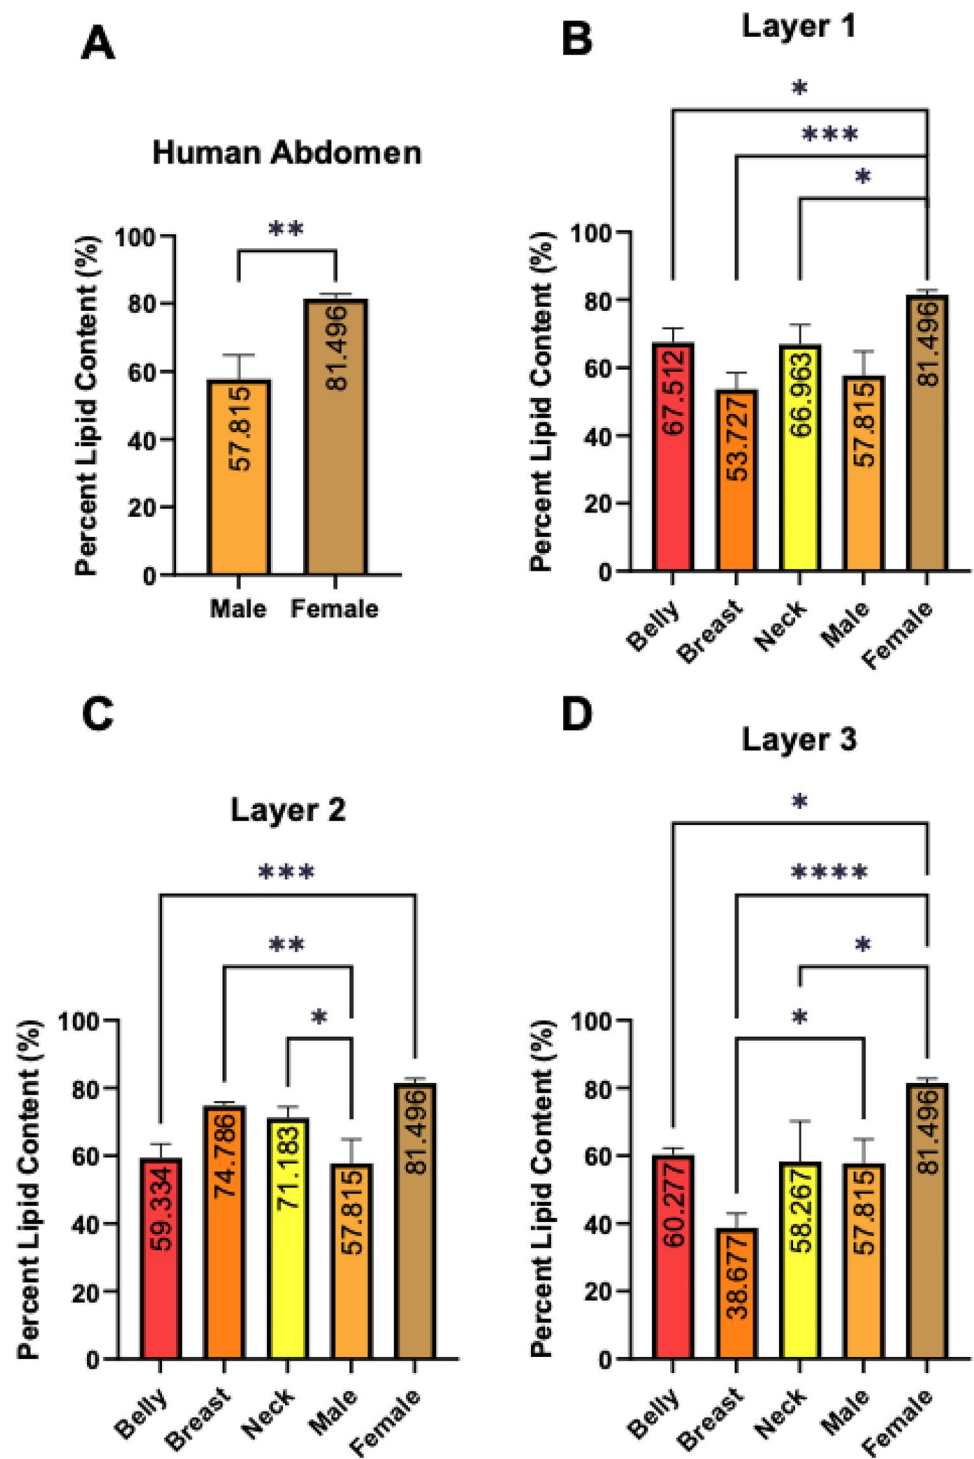 A
Human Abdomen
**
Percent Lipid Content (%)
100
80
60
40
20
0
57.815
81.496
Male
Female
B
Layer 1
*
***
*
Percent Lipid Content (%)
100
80
60
40
20
0
67.512
53.727
66.963
57.815
81.496
Belly
Breast
Neck
Male
Female
C
Layer 2
***
**
*
Percent Lipid Content (%)
100
80
60
40
20
0
59.334
74.786
71.183
57.815
81.496
Belly
Breast
Neck
Male
Female
D
Layer 3
*
****
*
*
Percent Lipid Content (%)
100
80
60
40
20
0
60.277
38.677
58.267
57.815
81.496
Belly
Breast
Neck
Male
Female